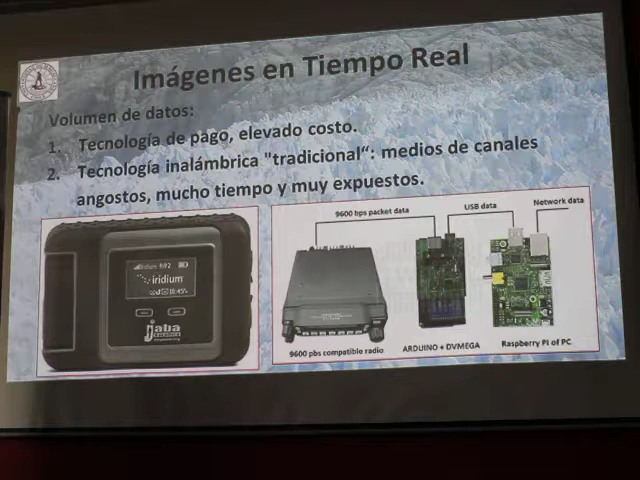 Imágenes en Tiempo Real
Volumen de datos:
1. Tecnología de pago, elevado costo.
2. Tecnología inalámbrica "tradicional“: medios de canales
angostos, mucho tiempo y muy expuestos.
9600 bps packet data
USB data
Network data
iridium
jaba
9600 pbs compatible radio
ARDUINO + DVMEGA
Raspberry PI of PC